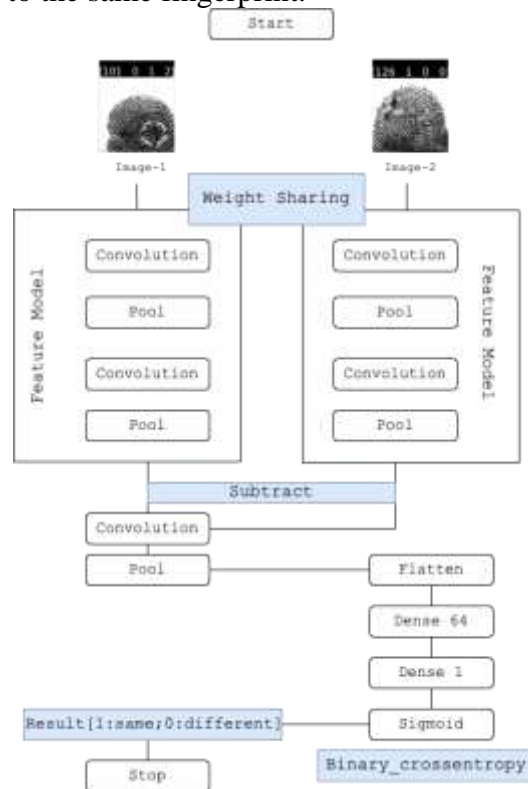 to the same fingerprint.
Start
[101 0 1 2]
[126 1 0 0]
Image-1
Image-2
Weight Sharing
Feature Model
Convolution
Pool
Convolution
Pool
Convolution
Pool
Convolution
Pool
Feature Model
Subtract
Convolution
Pool
Flatten
Dense 64
Dense 1
Sigmoid
Result[1:same;0:different]
Binary_crossentropy
Stop